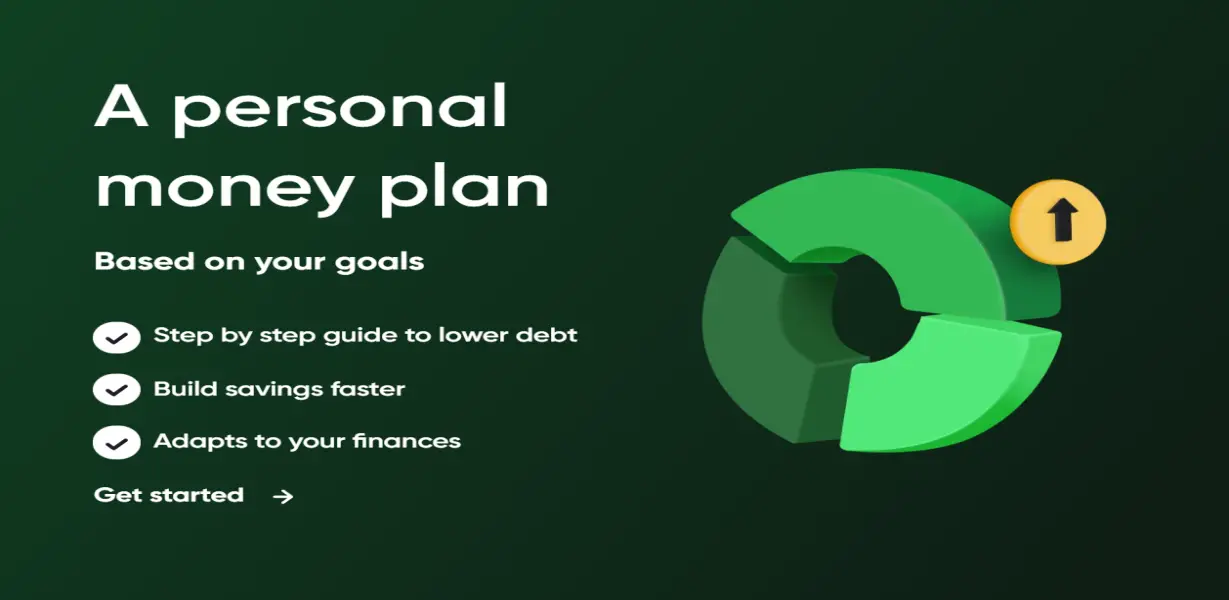 A personal
money plan
Based on your goals
Step by step guide to lower debt
Build savings faster
Adapts to your finances
Get started →